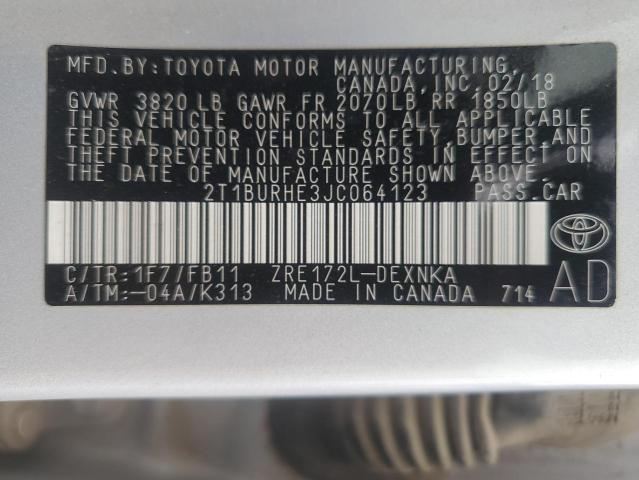 MFD.BY:TOYOTA MOTOR MANUFACTURING,
CANADA,INC. 02/18
GVWR 3820LB GAWR FR 2070LB RR 1850LB
THIS VEHICLE CONFORMS TO ALL APPLICABLE
FEDERAL MOTOR VEHICLE SAFETY,BUMPER,AND
THEFT PREVENTION STANDARDS IN EFFECT ON
THE DATE OF MANUFACTURE SHOWN ABOVE.
2T1BURHE3JC064123 PASS.CAR
C/TR:1F7/FB11 ZRE172L-DEXNKA
A/TM:-04A/K313 MADE IN CANADA 714
AD